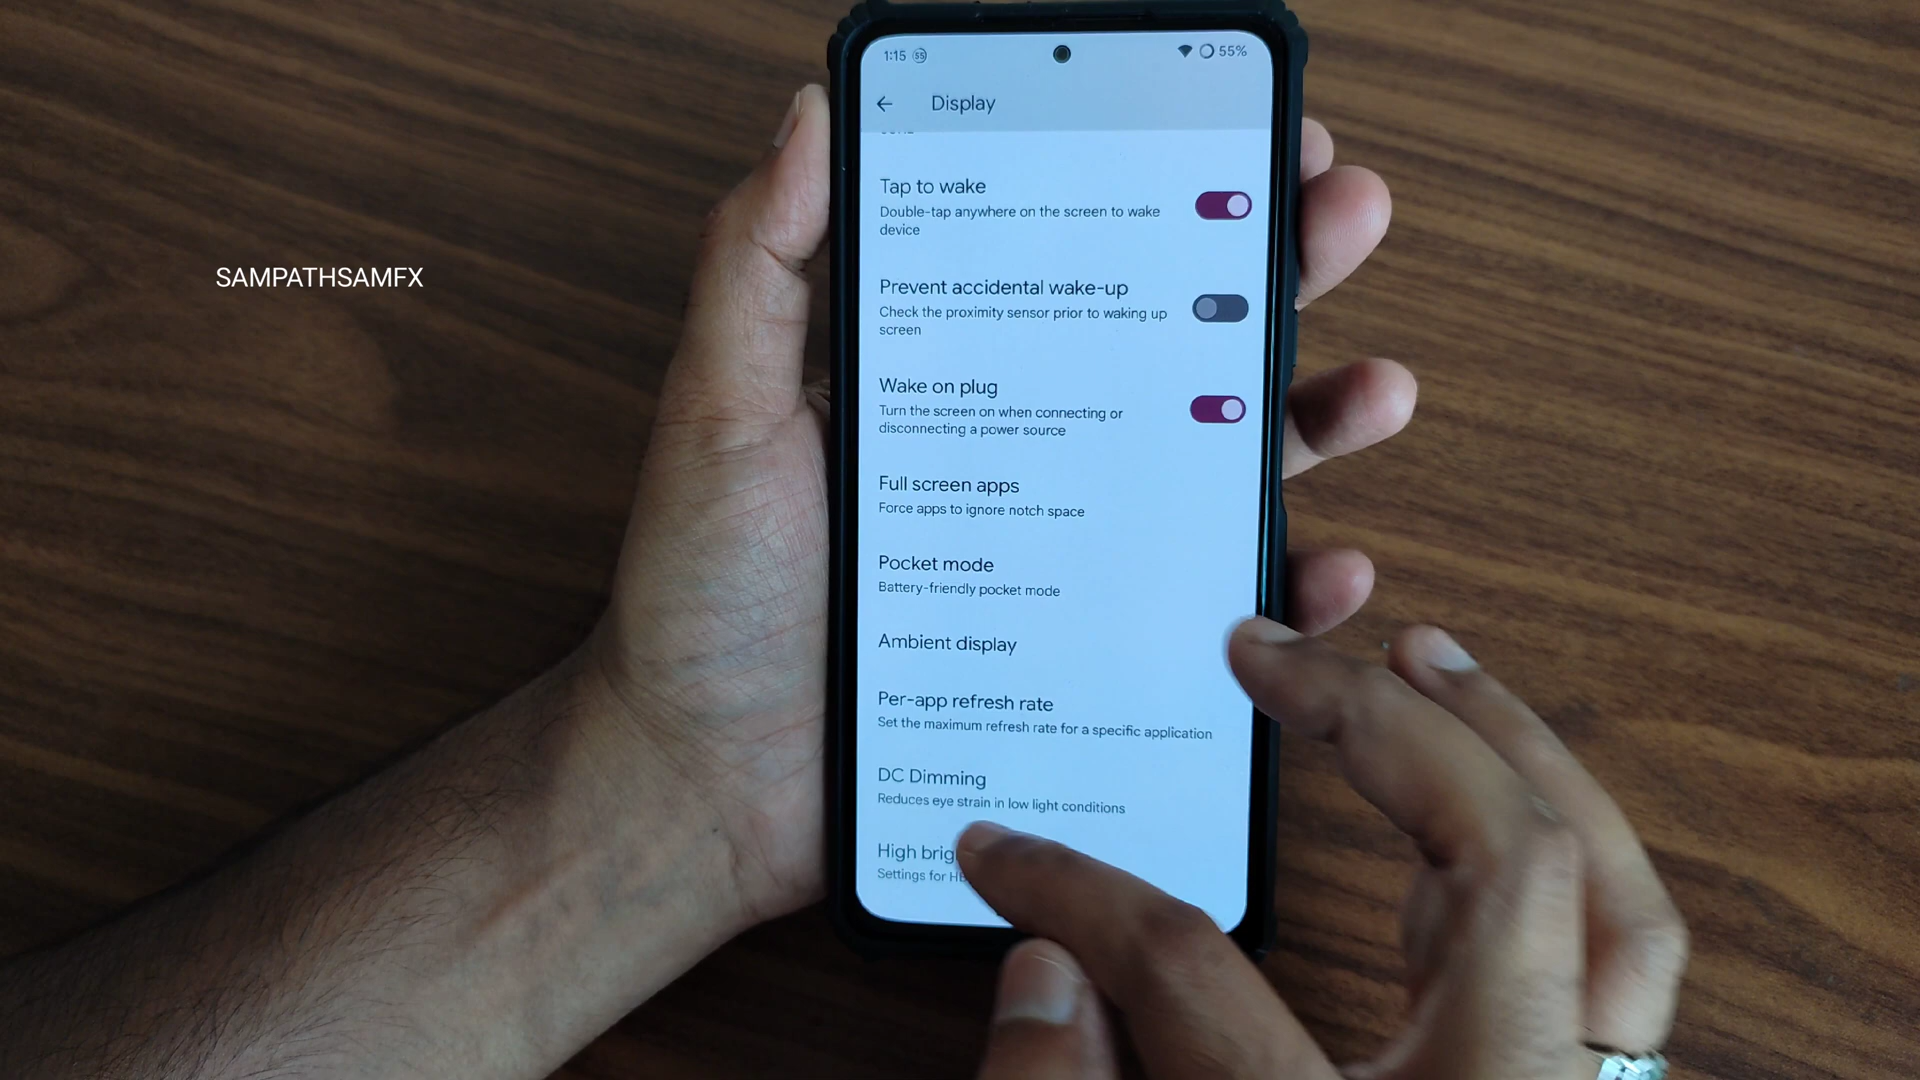 1:15 55 55%
Display
SAMPATHSAMFX
Tap to wake
Double-tap anywhere on the screen to wake
device
Prevent accidental wake-up
Check the proximity sensor prior to waking up
screen
Wake on plug
Turn the screen on when connecting or
disconnecting a power source
Full screen apps
Force apps to ignore notch space
Pocket mode
Battery-friendly pocket mode
Ambient display
Per-app refresh rate
Set the maximum refresh rate for a specific application
DC Dimming
Reduces eye strain in low light conditions
High
Settings for